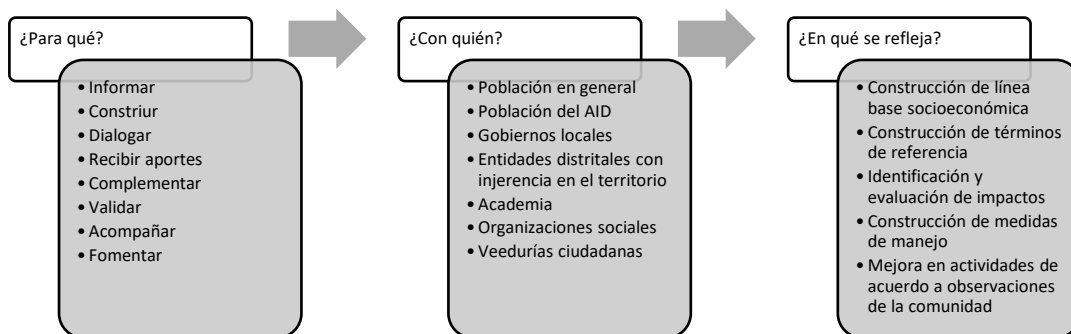 ¿Para qué?
• Informar
• Constriur
• Dialogar
• Recibir aportes
• Complementar
• Validar
• Acompañar
• Fomentar
¿Con quién?
• Población en general
• Población del AID
• Gobiernos locales
• Entidades distritales con
injerencia en el territorio
• Academia
• Organizaciones sociales
• Veedurías ciudadanas
¿En qué se refleja?
• Construcción de línea
base socioeconómica
• Construcción de términos
de referencia
• Identificación y
evaluación de impactos
• Construcción de medidas
de manejo
• Mejora en actividades de
acuerdo a observaciones
de la comunidad